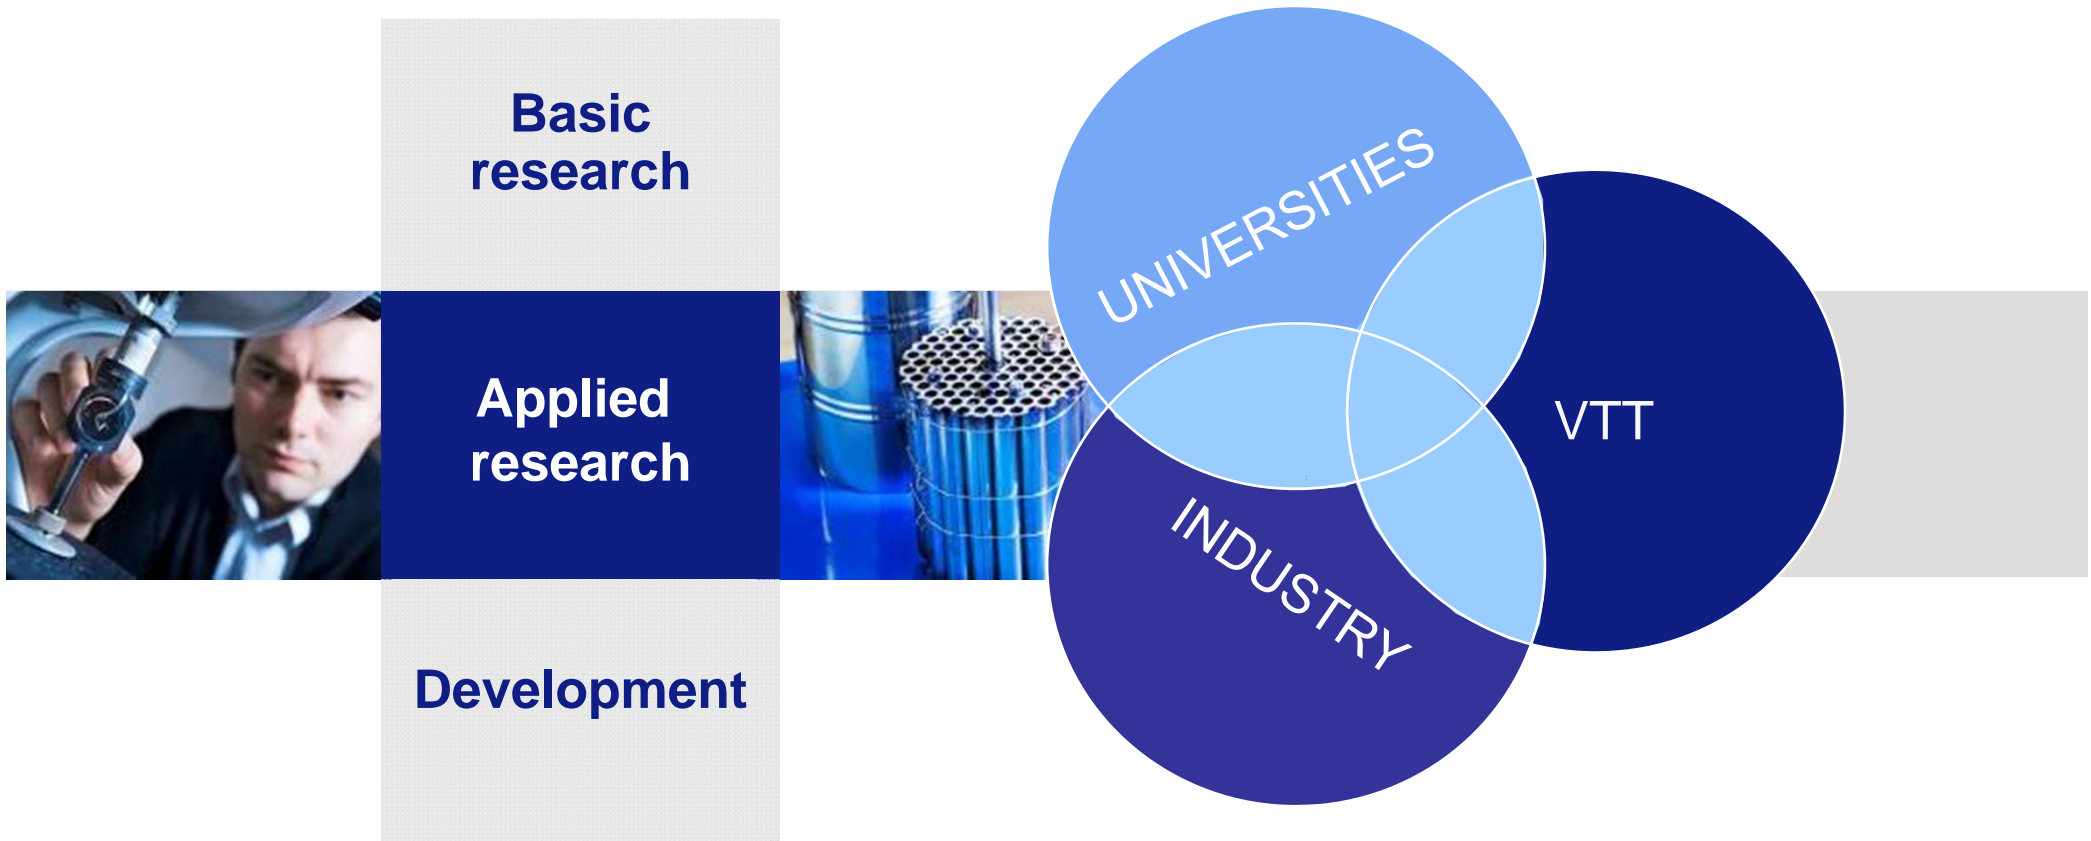 Basic
research
Applied
research
Development
UNIVERSITIES
VTT
INDUSTRY